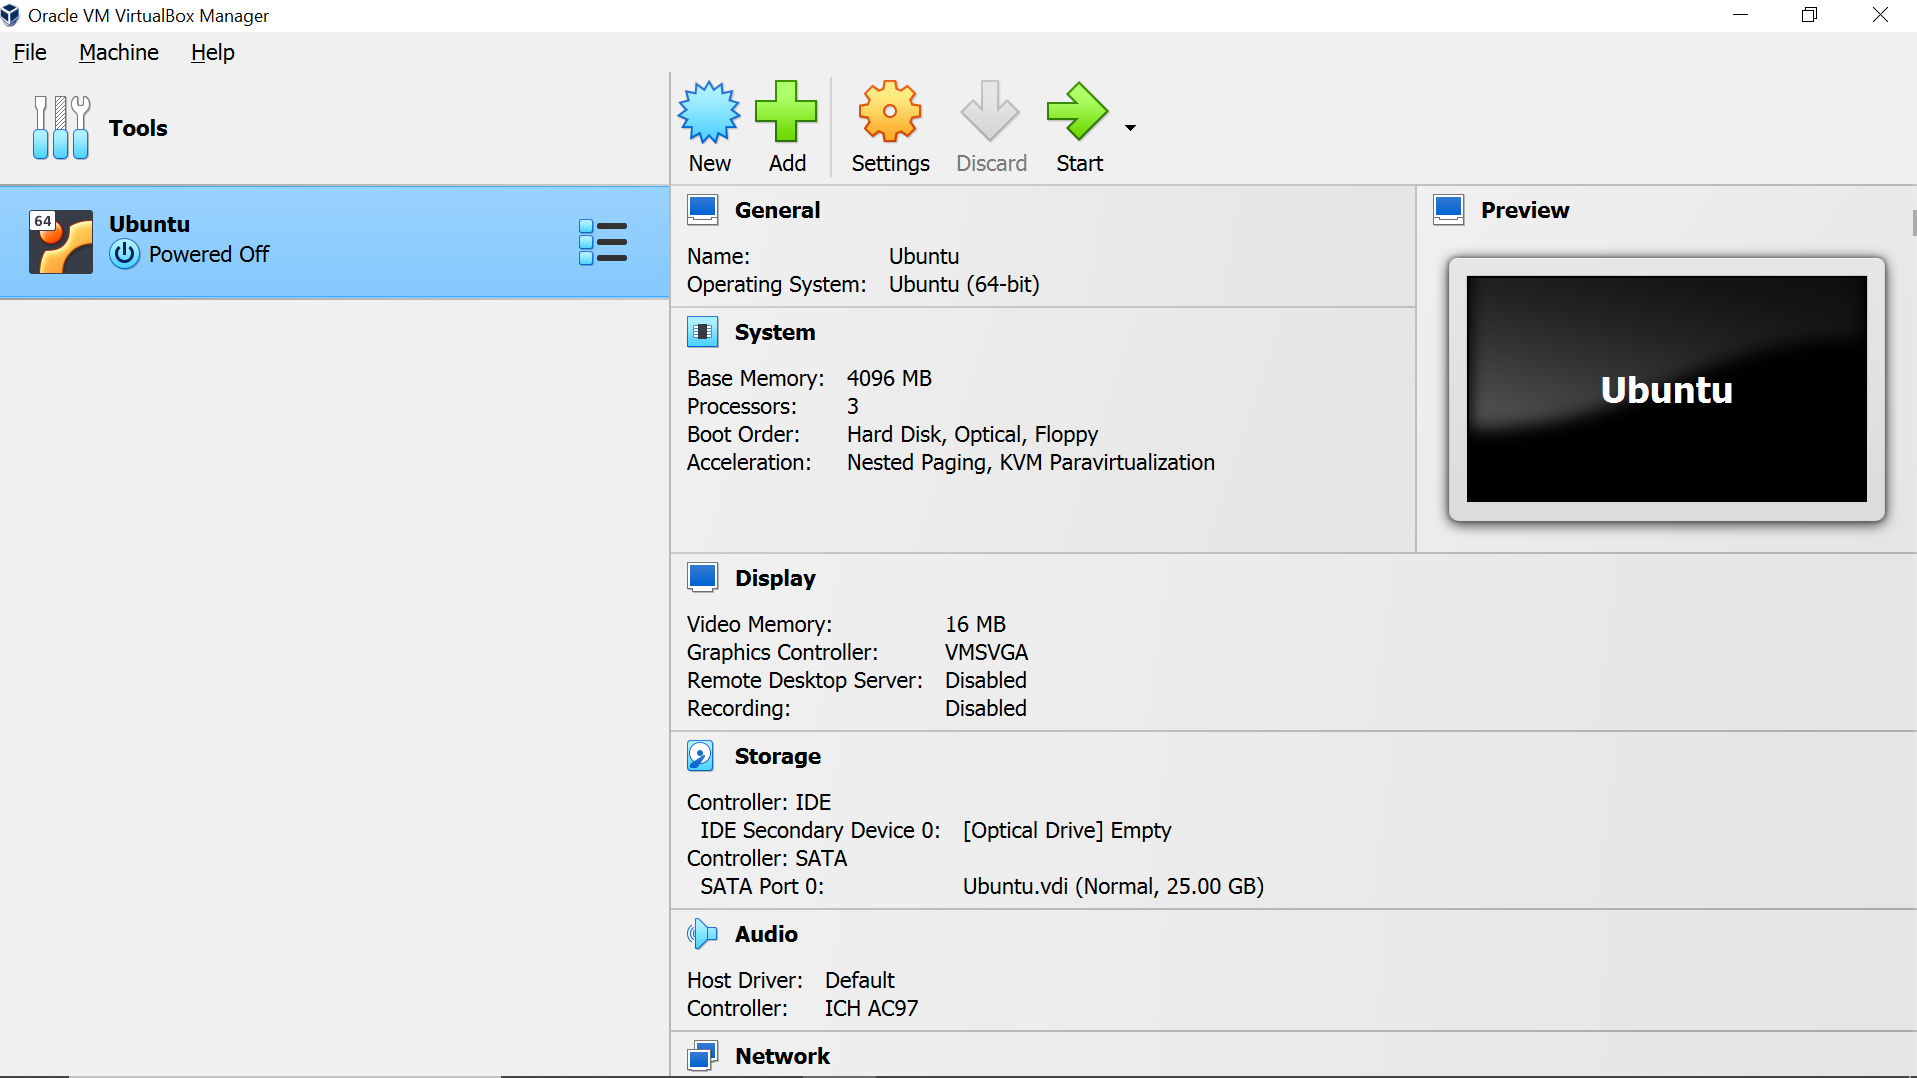 Oracle VM VirtualBox Manager
File Machine Help
Tools
New Add Settings Discard Start
64
Ubuntu
Powered Off
General
Name: Ubuntu
Operating System: Ubuntu (64-bit)
Preview
Ubuntu
System
Base Memory: 4096 MB
Processors: 3
Boot Order: Hard Disk, Optical, Floppy
Acceleration: Nested Paging, KVM Paravirtualization
Display
Video Memory: 16 MB
Graphics Controller: VMSVGA
Remote Desktop Server: Disabled
Recording: Disabled
Storage
Controller: IDE
IDE Secondary Device 0: [Optical Drive] Empty
Controller: SATA
SATA Port 0: Ubuntu.vdi (Normal, 25.00 GB)
Audio
Host Driver: Default
Controller: ICH AC97
Network